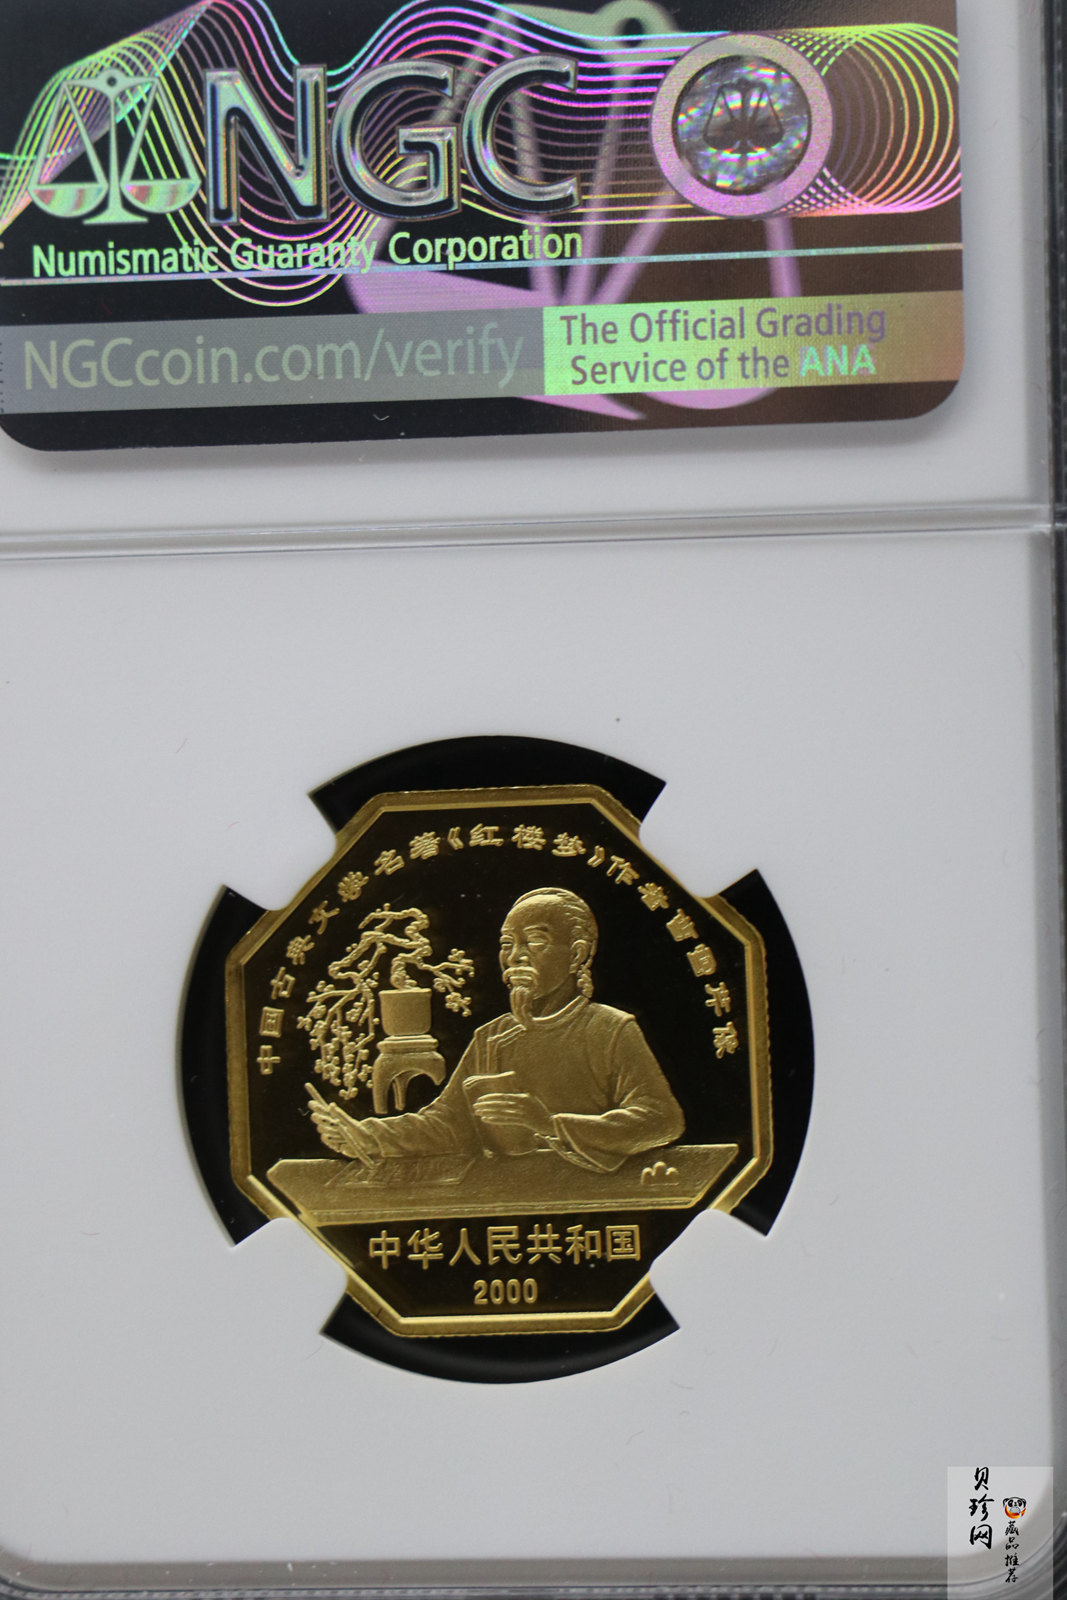 NGC
Numismatic Guaranty Corporation
NGCcoin.com/verify
The Official Grading
Service of the ANA
中国古典文学名著《红楼梦》作者曹雪芹像
中华人民共和国
2000
贝珍网
藏品推荐